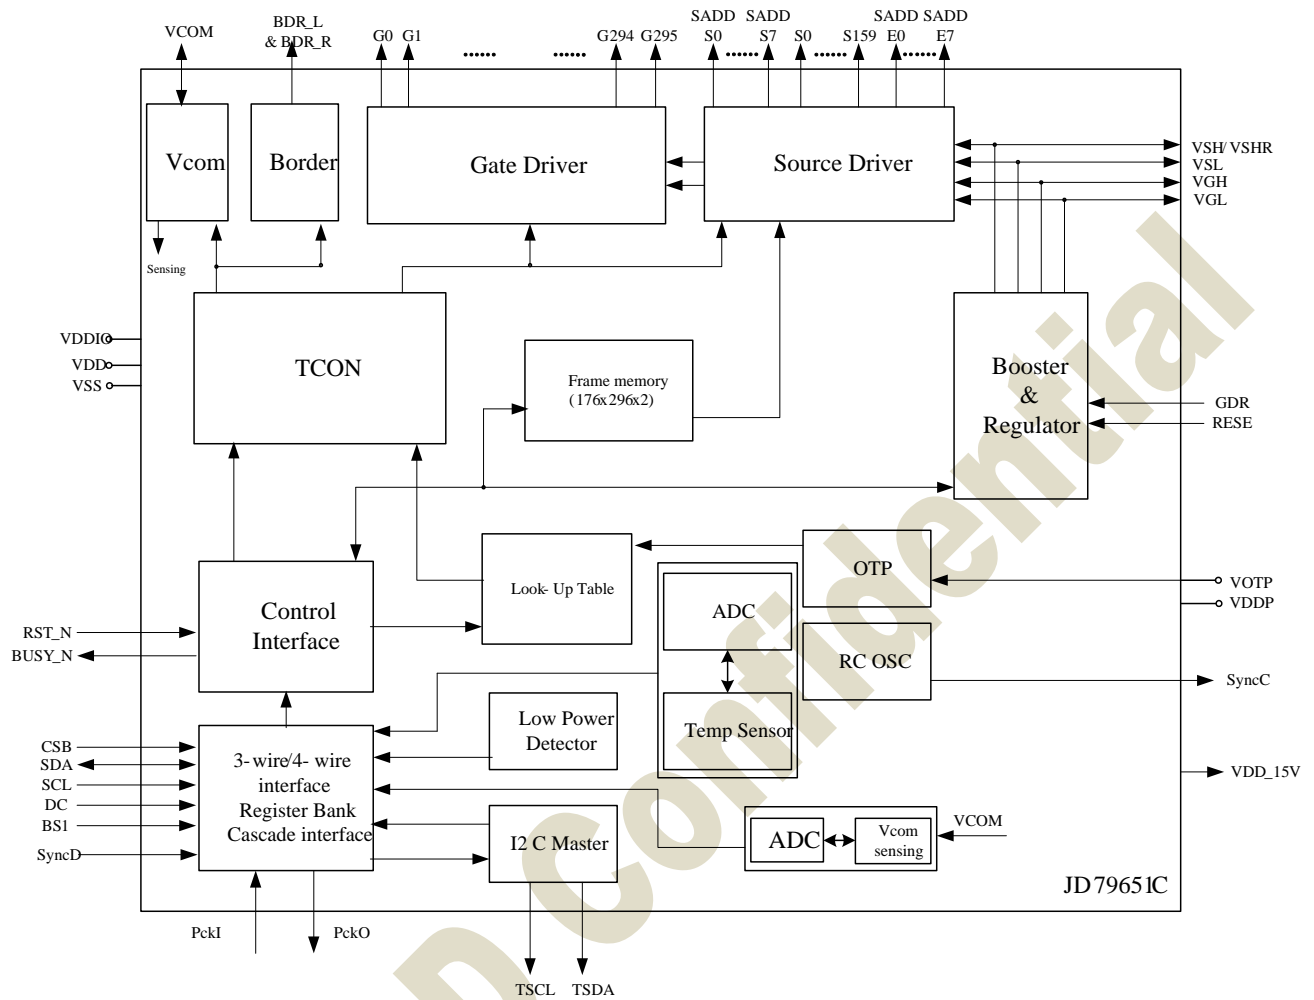 VCOM
BDR_L
& BDR_R
G0 G1 ...... ...... G294 G295
SADD
S0
......
SADD
S7
S0
......
S159
SADD
E0
......
SADD
E7
Vcom
Border
Gate Driver
Source Driver
VSH/VSHR
VSL
VGH
VGL
Sensing
VDDIO
VDD
VSS
TCON
Frame memory
(176x296x2)
Booster
&
Regulator
GDR
RESE
Control
Interface
RST_N
BUSY_N
Look- Up Table
OTP
VOTP
VDDP
ADC
RC OSC
SyncC
Temp Sensor
Low Power
Detector
CSB
SDA
SCL
DC
BS1
SyncD
3- wire/4- wire
interface
Register Bank
Cascade interface
VDD_15V
I2 C Master
ADC
Vcom
sensing
VCOM
JD79651C
PckI
PckO
TSCL
TSDA
D Confidential